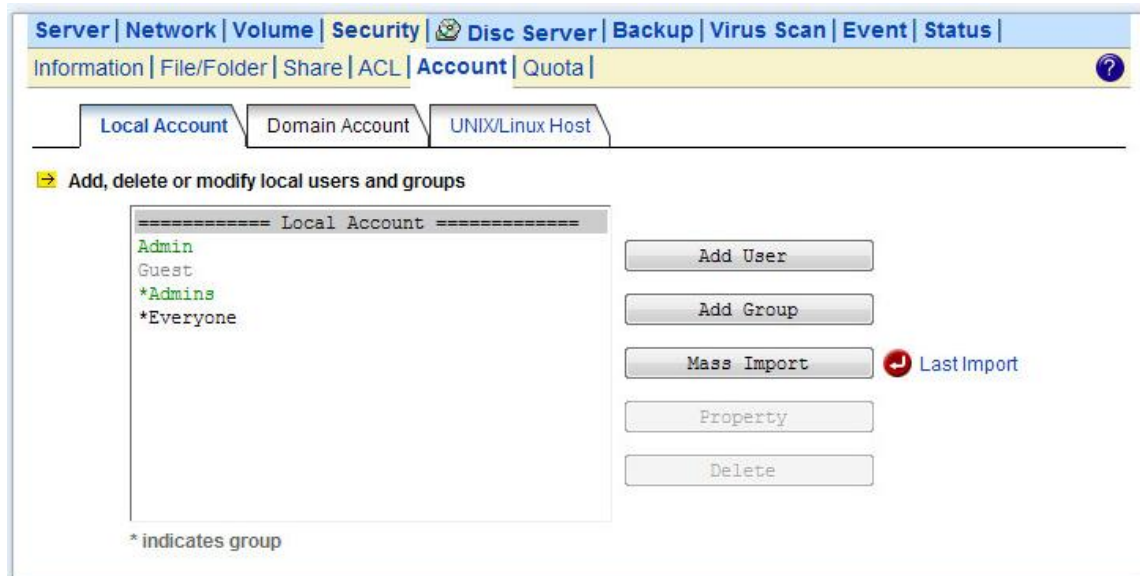 Server | Network | Volume | Security | Disc Server | Backup | Virus Scan | Event | Status |
Information | File/Folder | Share | ACL | Account | Quota | ?
Local Account Domain Account UNIX/Linux Host
Add, delete or modify local users and groups
============ Local Account =============
Admin
Guest
*Admins
*Everyone
Add User
Add Group
Mass Import Last Import
Property
Delete
* indicates group